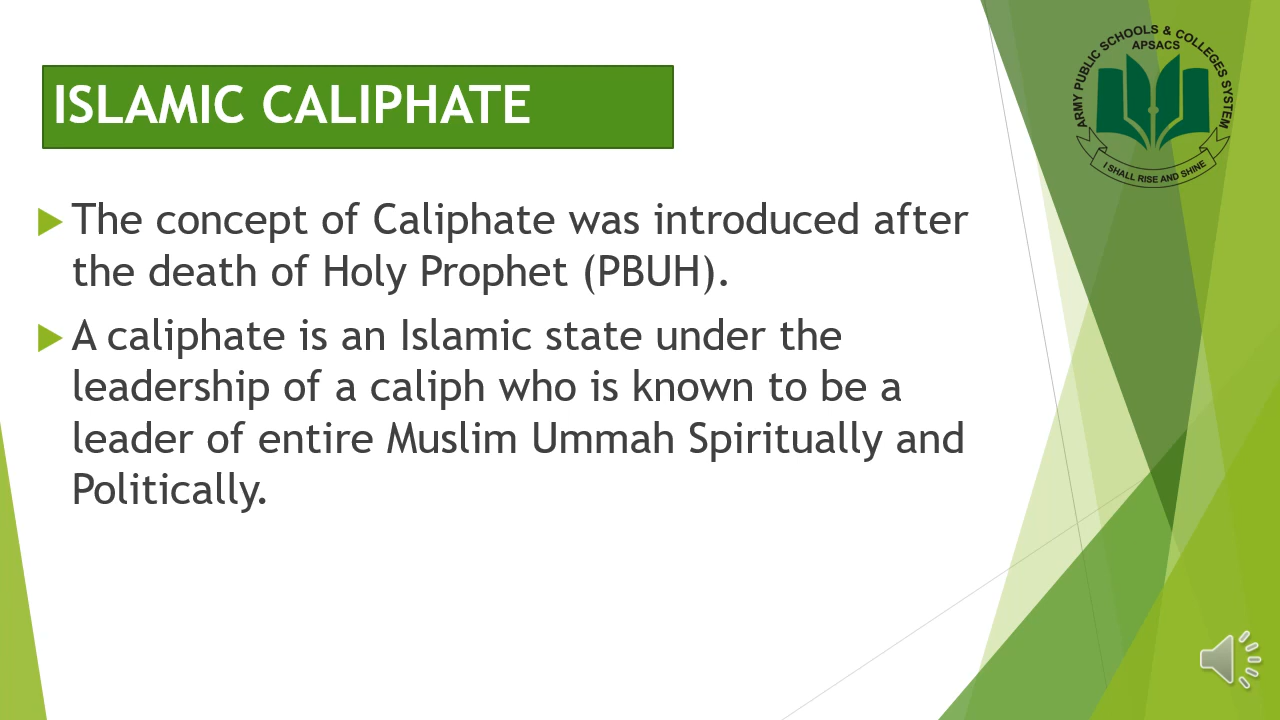 ARMY PUBLIC SCHOOLS & COLLEGES SYSTEM
APSACS
I SHALL RISE AND SHINE
ISLAMIC CALIPHATE
The concept of Caliphate was introduced after
the death of Holy Prophet (PBUH).
A caliphate is an Islamic state under the
leadership of a caliph who is known to be a
leader of entire Muslim Ummah Spiritually and
Politically.